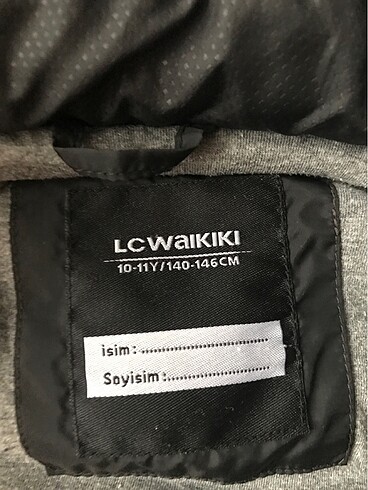 LCWAIKIKI
10-11Y/140-146CM
isim : ................................
Soyisim :..........................